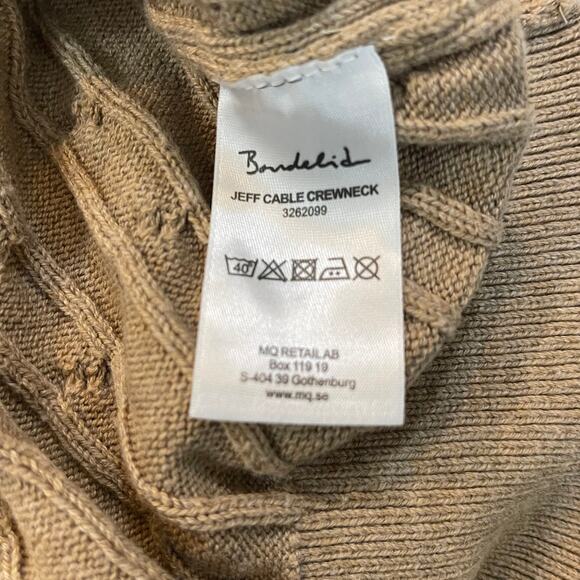 Bondelid
JEFF CABLE CREWNECK
3262099
40
MQ RETAIL AB
Box 119 19
S-404 39 Gothenburg
www.mq.se